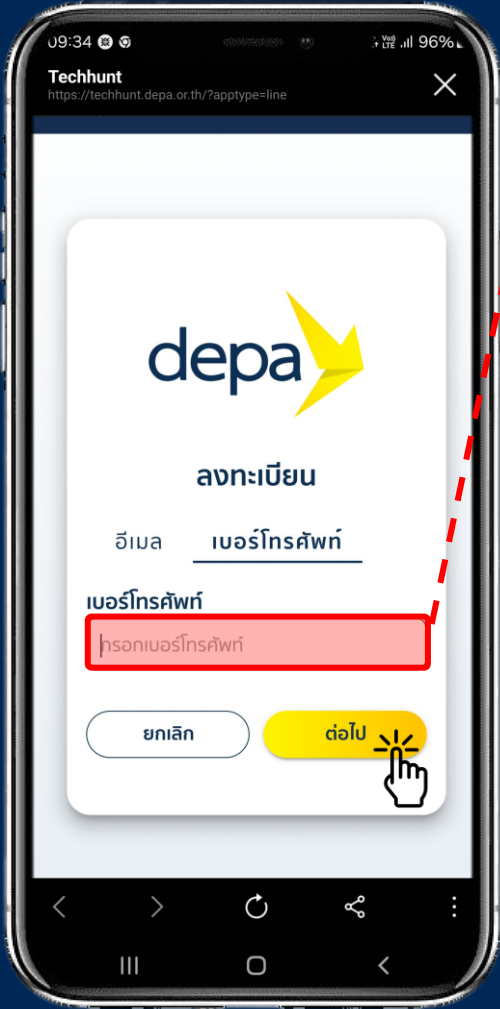 09:34
96%
Techhunt
https://techhunt.depa.or.th/?apptype=line
depa
ลงทะเบียน
อีเมล เบอร์โทรศัพท์
เบอร์โทรศัพท์
กรอกเบอร์โทรศัพท์
ยกเลิก ต่อไป